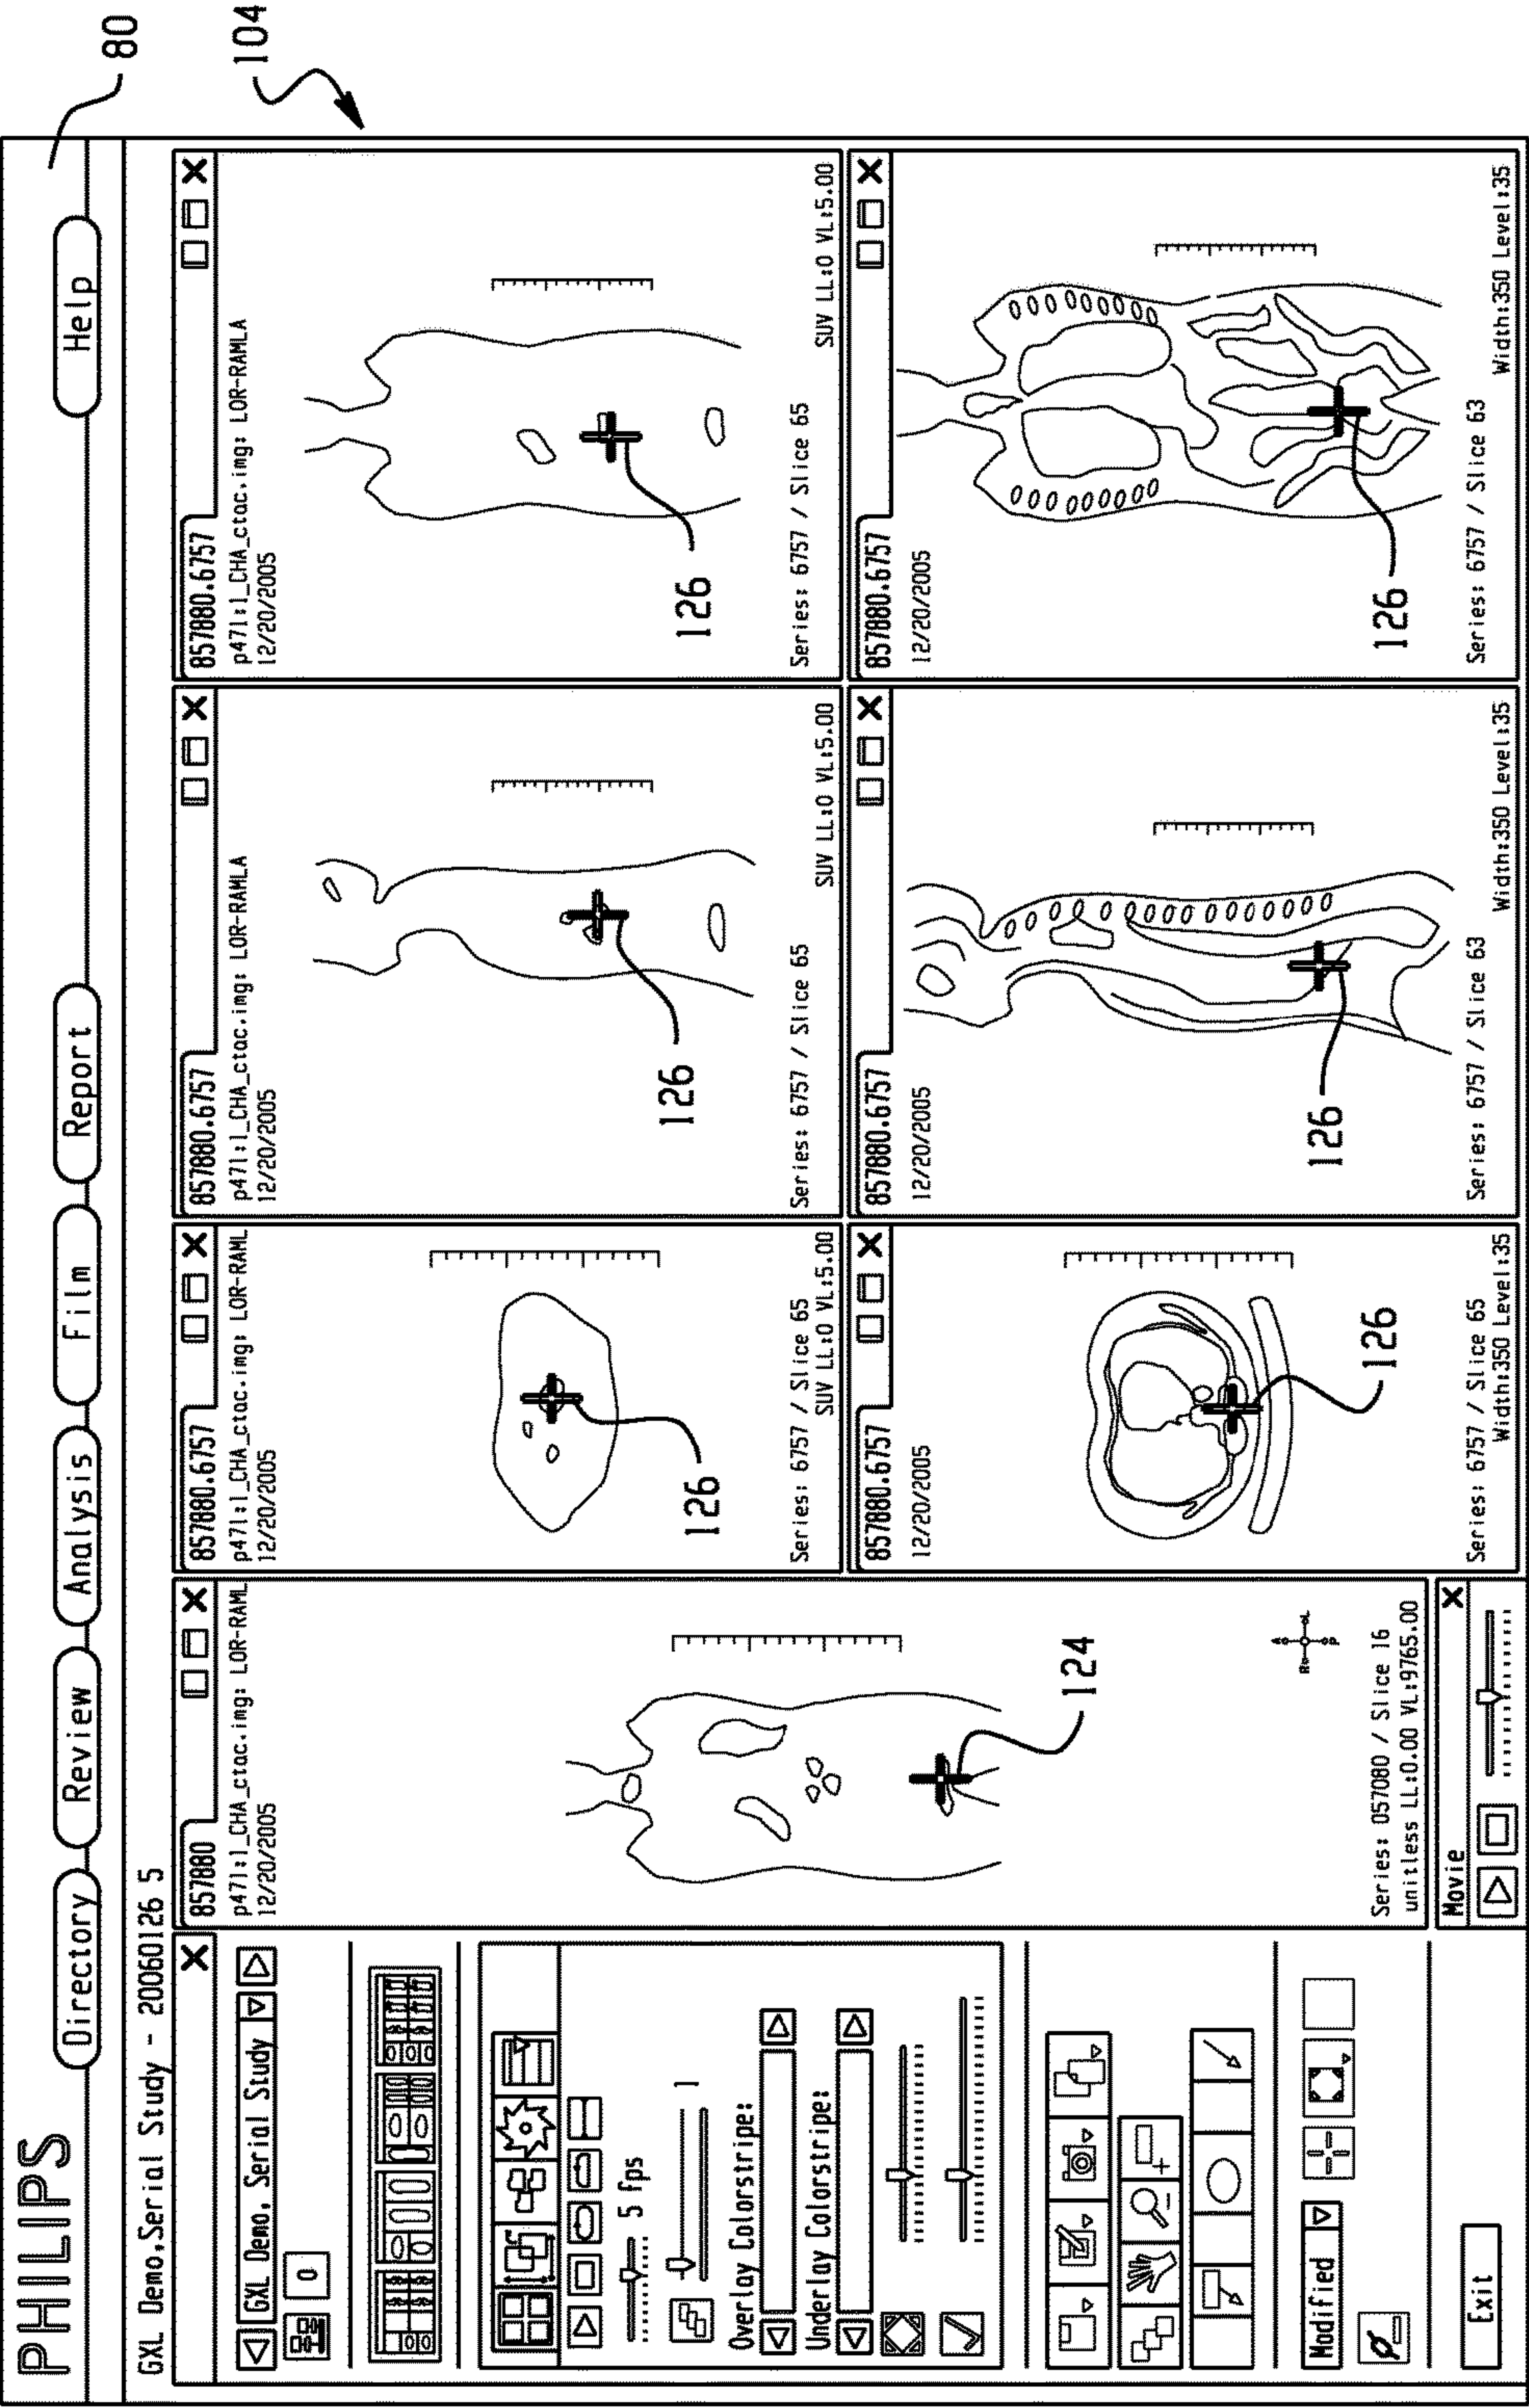 PHILIPS
Directory Review Analysis Film Report Help
80
104
GXL Demo,Serial Study - 20060126 5
GXL Demo, Serial Study
0
5 fps
1
Overlay Colorstripe:
Underlay Colorstripe:
Modified
Exit
857880
p471:1_CHA_ctac.img: LOR-RAML
12/20/2005
124
A
R L
P
Series: 057080 / Slice 16
unitless LL:0.00 VL:9765.00
Movie
857880.6757
p471:1_CHA_ctac.img: LOR-RAML
12/20/2005
126
Series: 6757 / Slice 65
SUV LL:0 VL:5.00
857880.6757
p471:1_CHA_ctac.img: LOR-RAMLA
12/20/2005
126
Series: 6757 / Slice 65
SUV LL:0 VL:5.00
857880.6757
p471:1_CHA_ctac.img: LOR-RAMLA
12/20/2005
126
Series: 6757 / Slice 65
SUV LL:0 VL:5.00
857880.6757
12/20/2005
126
Series: 6757 / Slice 65
Width:350 Level:35
857880.6757
12/20/2005
126
Series: 6757 / Slice 63
Width:350 Level:35
857880.6757
12/20/2005
126
Series: 6757 / Slice 63
Width:350 Level:35